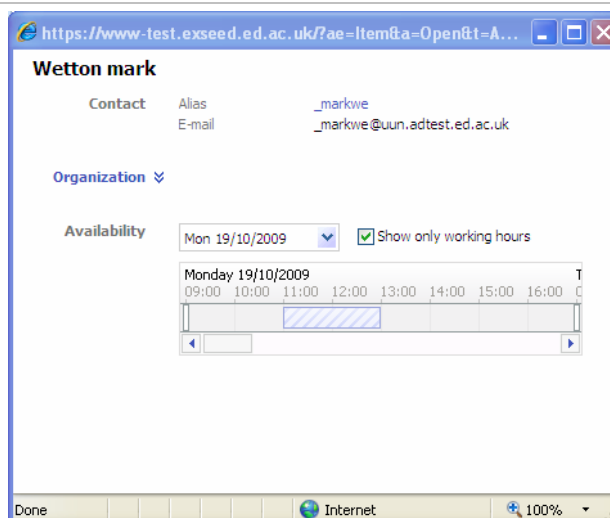 https://www-test.exseed.ed.ac.uk/?ae=Item&a=Open&t=A...
Wetton mark
Contact Alias _markwe
E-mail _markwe@uun.adtest.ed.ac.uk
Organization
Availability Mon 19/10/2009 Show only working hours
Monday 19/10/2009 T
09:00 10:00 11:00 12:00 13:00 14:00 15:00 16:00
Done Internet 100%